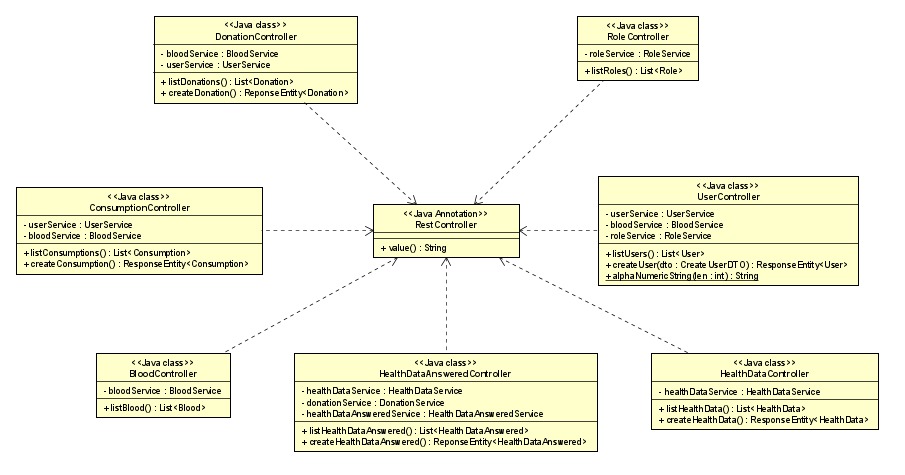 <<Java class>>
DonationController
- bloodService : BloodService
- userService : UserService
+ listDonations() : List<Donation>
+ createDonation() : ReponseEntity<Donation>
<<Java class>>
RoleController
- roleService : RoleService
+ listRoles() : List<Role>
<<Java class>>
ConsumptionController
- userService : UserService
- bloodService : BloodService
+ listConsumptions() : List<Consumption>
+ createConsumption() : ResponseEntity<Consumption>
<<Java Annotation>>
RestController
+ value() : String
<<Java class>>
UserController
- userService : UserService
- bloodService : BloodService
- roleService : RoleService
+ listUsers() : List<User>
+ createUser(dto : CreateUserDTO) : ResponseEntity<User>
+ alphaNumericString(len : int) : String
<<Java class>>
BloodController
- bloodService : BloodService
+ listBlood() : List<Blood>
<<Java class>>
HealthDataAnsweredController
- healthDataService : HealthDataService
- donationService : DonationService
- healthDataAnsweredService : HealthDataAnsweredService
+ listHealthDataAnswered() : List<HealthDataAnswered>
+ createHealthDataAnswered() : ReponseEntity<HealthDataAnswered>
<<Java class>>
HealthDataController
- healthDataService : HealthDataService
+ listHealthData() : List<HealthData>
+ createHealthData() : ResponseEntity<HealthData>